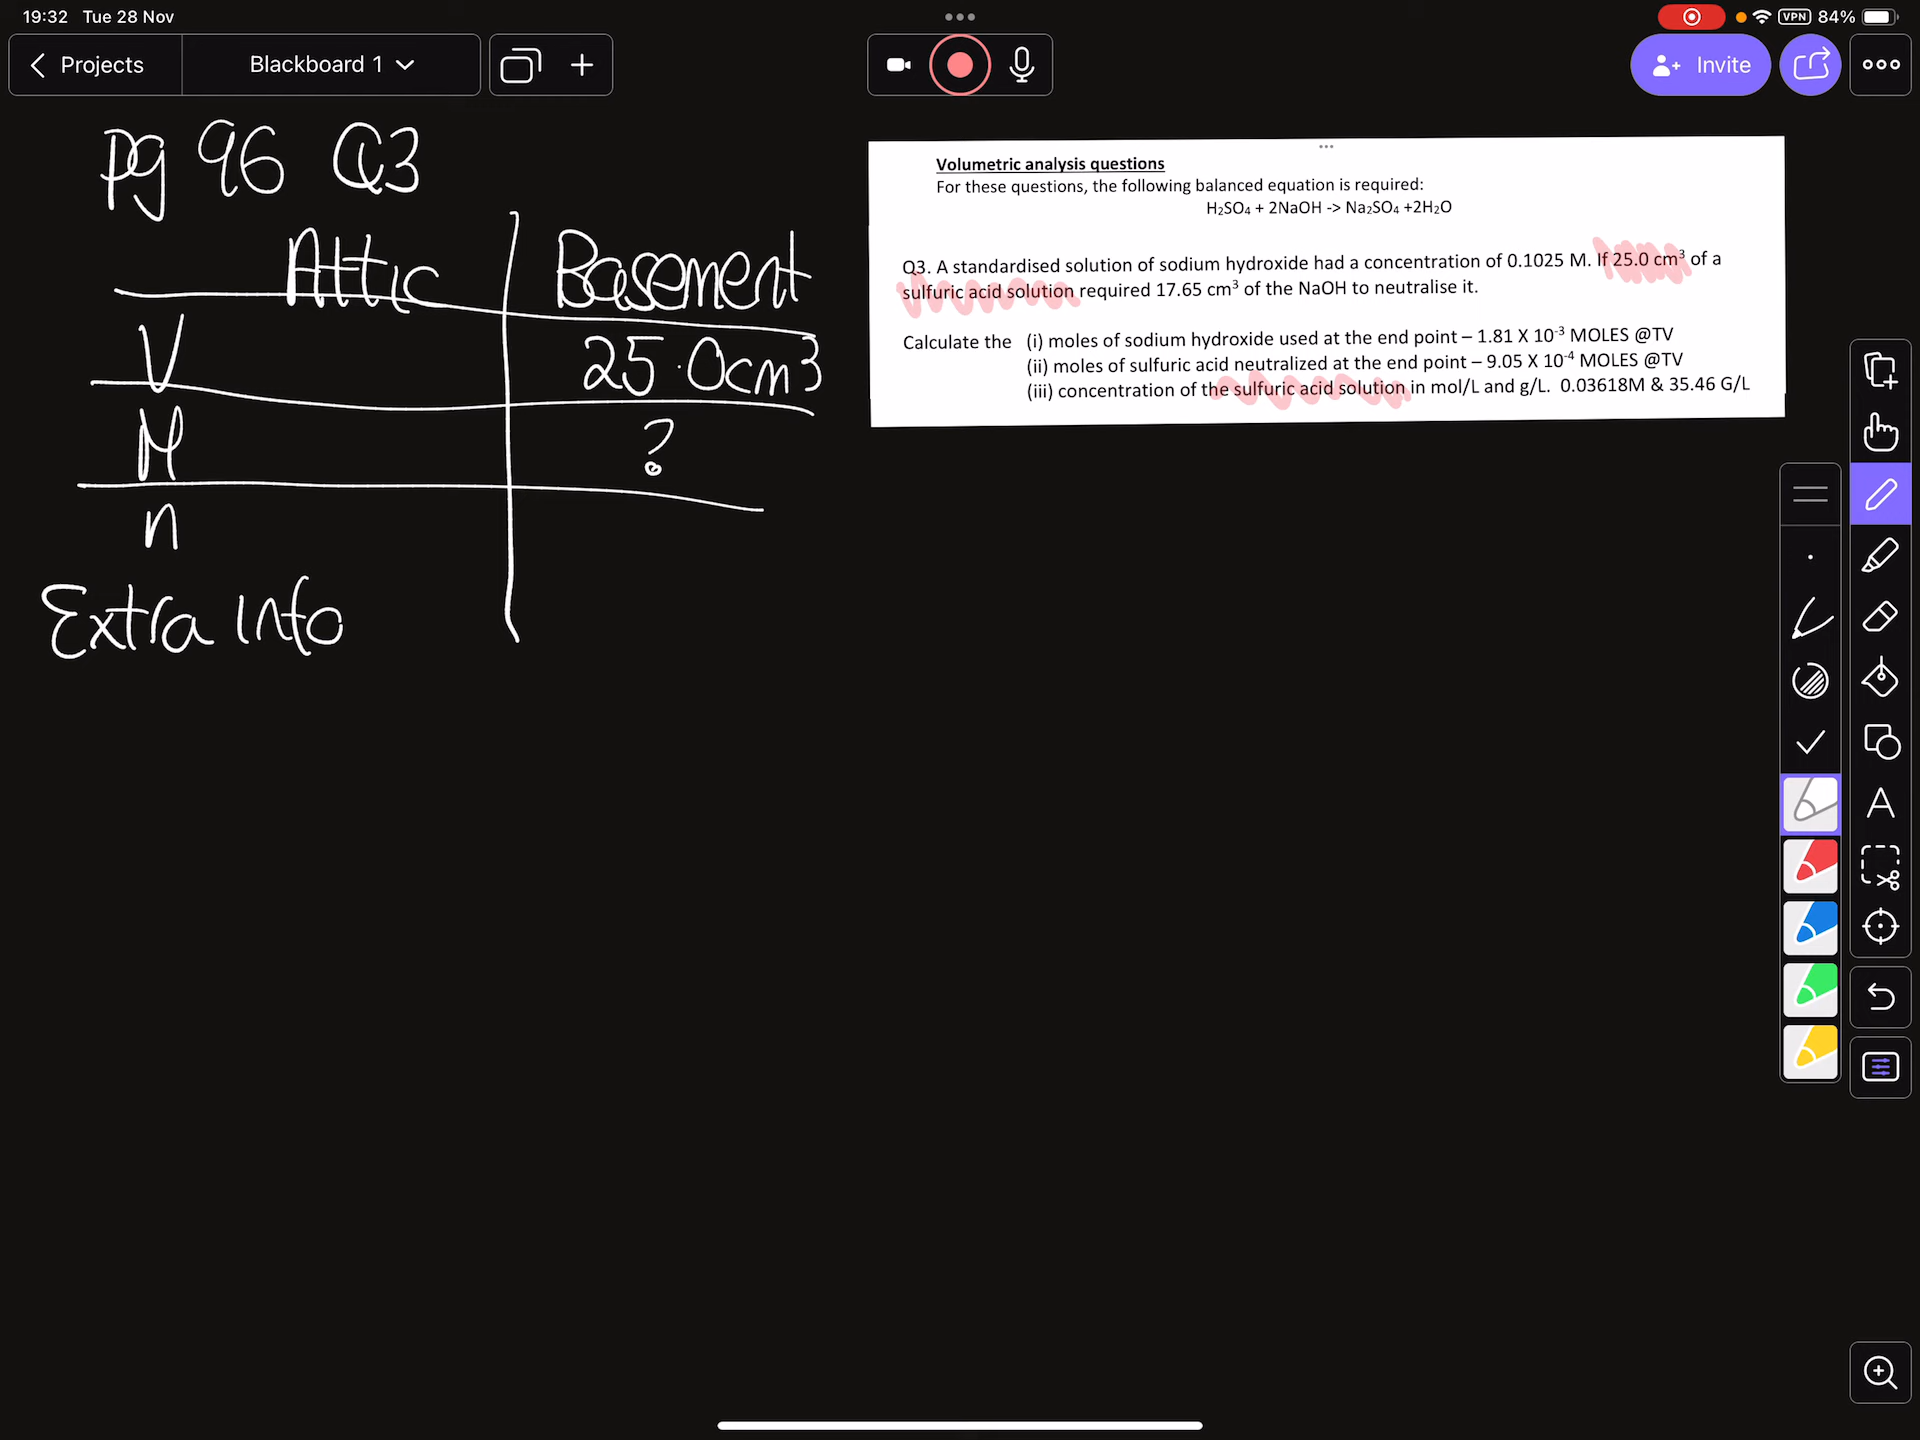 19:32 Tue 28 Nov
VPN 84%
Projects
Blackboard 1
Invite
pg 96 Q3
Attic Basement
V 25.0cm3
M ?
n
Extra info
Volumetric analysis questions
For these questions, the following balanced equation is required:
H₂SO₄ + 2NaOH -> Na₂SO₄ +2H₂O
Q3. A standardised solution of sodium hydroxide had a concentration of 0.1025 M. If 25.0 cm³ of a
sulfuric acid solution required 17.65 cm³ of the NaOH to neutralise it.
Calculate the (i) moles of sodium hydroxide used at the end point – 1.81 X 10⁻³ MOLES @TV
(ii) moles of sulfuric acid neutralized at the end point – 9.05 X 10⁻⁴ MOLES @TV
(iii) concentration of the sulfuric acid solution in mol/L and g/L. 0.03618M & 35.46 G/L
A